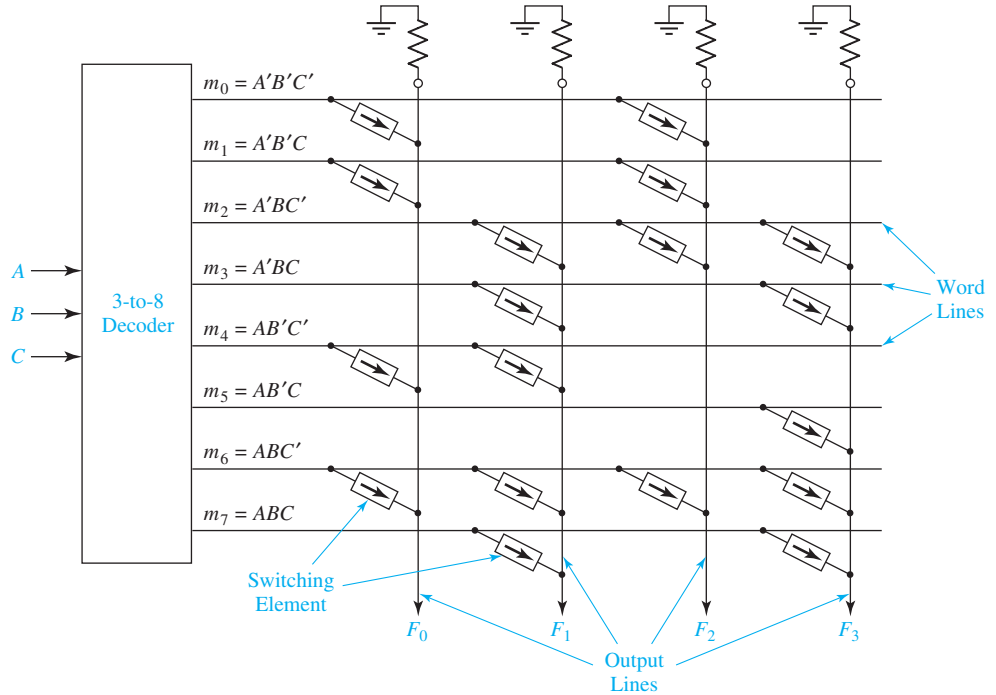 m₀ = A′B′C′
m₁ = A′B′C
m₂ = A′BC′
m₃ = A′BC
m₄ = AB′C′
m₅ = AB′C
m₆ = ABC′
m₇ = ABC
A
B
C
3-to-8
Decoder
Word
Lines
Switching
Element
F₀
F₁
F₂
F₃
Output
Lines